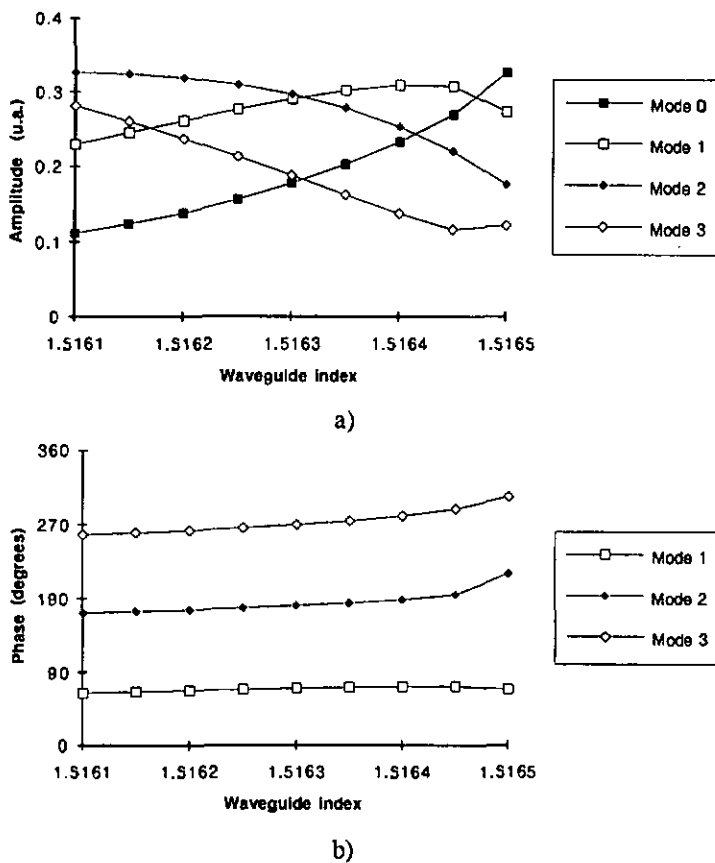 0.4
0.3
0.2
0.1
0
Amplitude (u.a.)
1.5161 1.5162 1.5163 1.5164 1.5165
Waveguide index
Mode 0
Mode 1
Mode 2
Mode 3
a)
360
270
180
90
0
Phase (degrees)
1.5161 1.5162 1.5163 1.5164 1.5165
Waveguide index
Mode 1
Mode 2
Mode 3
b)